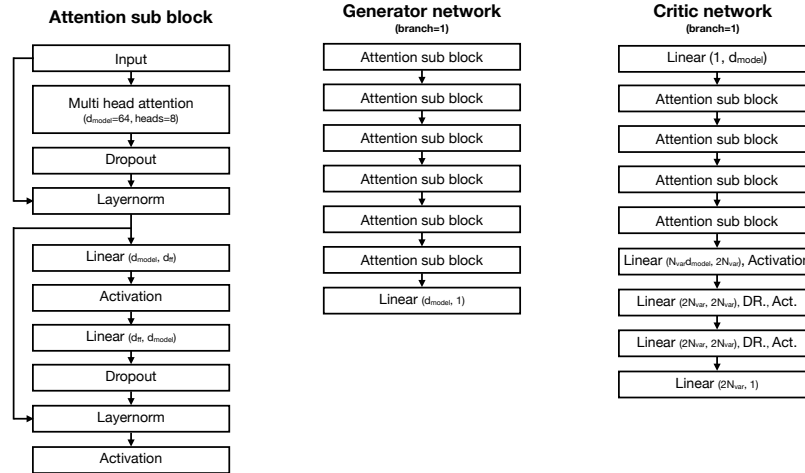 Attention sub block
Input
Multi head attention
(dmodel=64, heads=8)
Dropout
Layernorm
Linear (dmodel, dff)
Activation
Linear (dff, dmodel)
Dropout
Layernorm
Activation
Generator network
(branch=1)
Attention sub block
Attention sub block
Attention sub block
Attention sub block
Attention sub block
Attention sub block
Linear (dmodel, 1)
Critic network
(branch=1)
Linear (1, dmodel)
Attention sub block
Attention sub block
Attention sub block
Attention sub block
Linear (Nvardmodel, 2Nvar), Activation
Linear (2Nvar, 2Nvar), DR., Act.
Linear (2Nvar, 2Nvar), DR., Act.
Linear (2Nvar, 1)